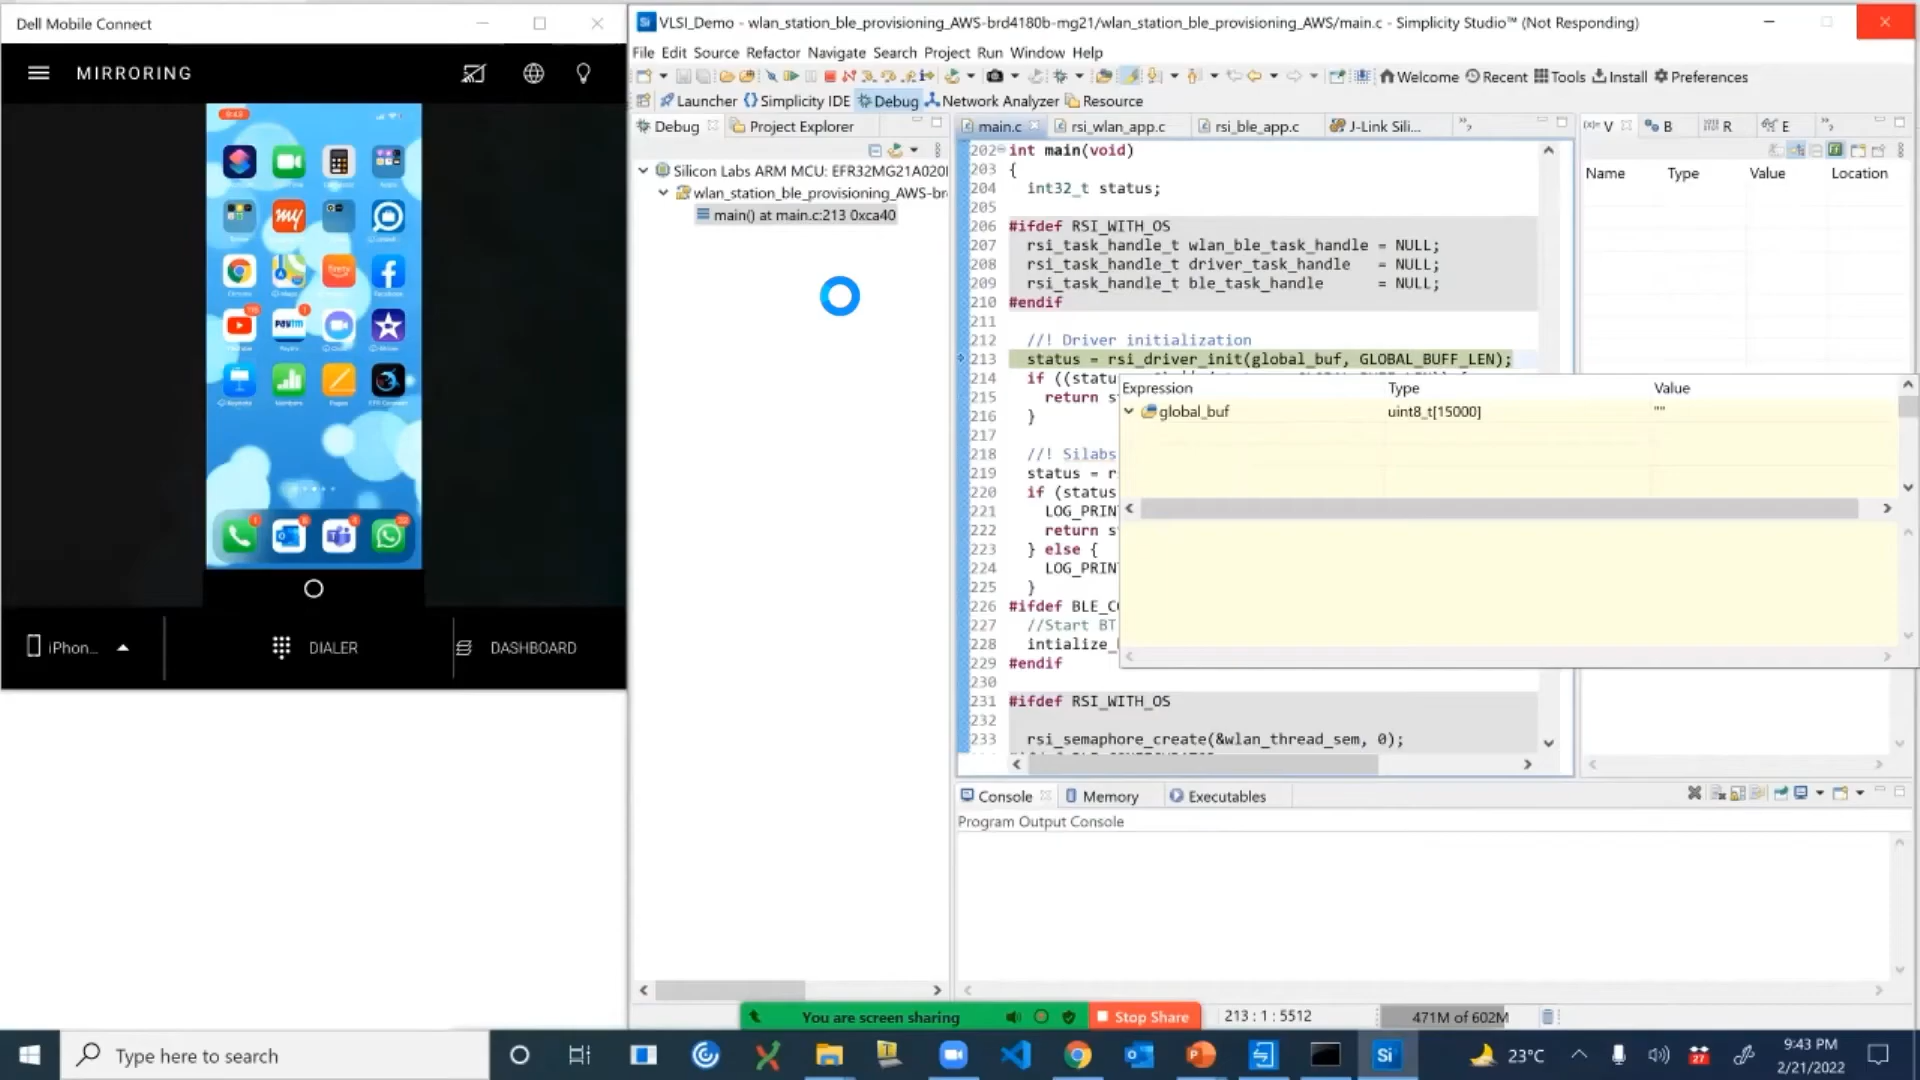 Dell Mobile Connect
MIRRORING
9:43
my
paytm
iPhon...
DIALER
DASHBOARD
VLSI_Demo - wlan_station_ble_provisioning_AWS-brd4180b-mg21/wlan_station_ble_provisioning_AWS/main.c - Simplicity Studio™ (Not Responding)
File Edit Source Refactor Navigate Search Project Run Window Help
Welcome Recent Tools Install Preferences
Launcher Simplicity IDE Debug Network Analyzer Resource
Debug Project Explorer
Silicon Labs ARM MCU: EFR32MG21A020
wlan_station_ble_provisioning_AWS-br
main() at main.c:213 0xca40
main.c rsi_wlan_app.c rsi_ble_app.c J-Link Sili...
202 int main(void)
203 {
204 int32_t status;
205
206 #ifdef RSI_WITH_OS
207 rsi_task_handle_t wlan_ble_task_handle = NULL;
208 rsi_task_handle_t driver_task_handle = NULL;
209 rsi_task_handle_t ble_task_handle = NULL;
210 #endif
211
212 //! Driver initialization
213 status = rsi_driver_init(global_buf, GLOBAL_BUFF_LEN);
214 if ((statu
215 return s
216 }
217
218 //! Silabs
219 status = r
220 if (status
221 LOG_PRIN
222 return s
223 } else {
224 LOG_PRIN
225 }
226 #ifdef BLE_C
227 //Start BT
228 intialize_
229 #endif
230
231 #ifdef RSI_WITH_OS
232
233 rsi_semaphore_create(&wlan_thread_sem, 0);
Expression Type Value
global_buf uint8_t[15000] ""
V B R E
Name Type Value Location
Console Memory Executables
Program Output Console
You are screen sharing
Stop Share
213 : 1 : 5512
471M of 602M
Type here to search
Si
23°C
27
9:43 PM
2/21/2022